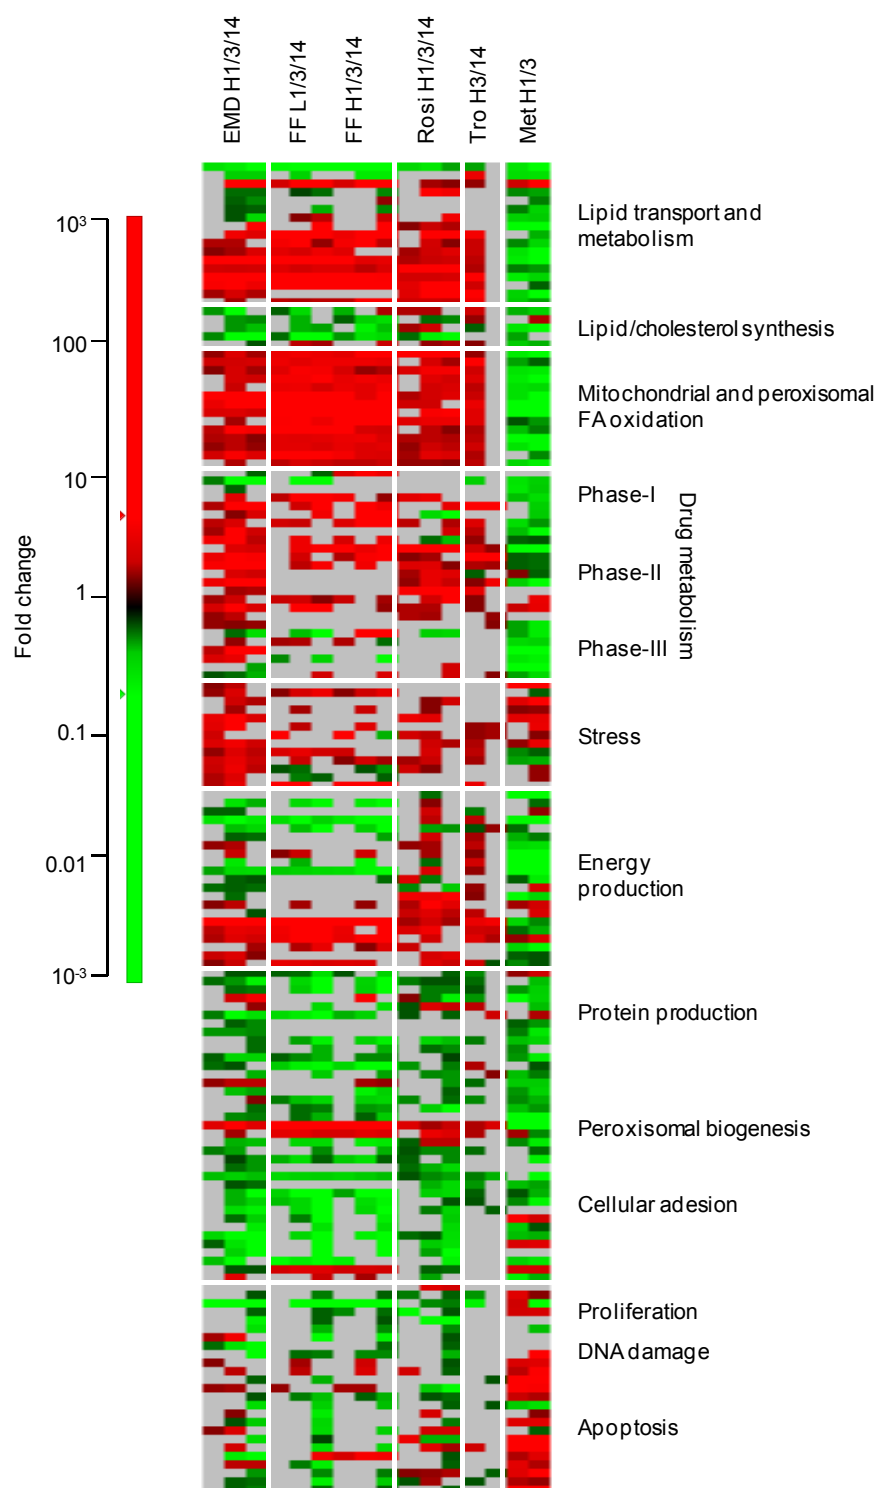 EMD H1/3/14
FF L1/3/14
FF H1/3/14
Rosi H1/3/14
Tro H3/14
Met H1/3
Fold change
10³
100
10
1
0.1
0.01
10-³
Lipid transport and
metabolism
Lipid/cholesterol synthesis
Mitochondrial and peroxisomal
FA oxidation
Phase-I
Phase-II
Phase-III
Drug metabolism
Stress
Energy
production
Protein production
Peroxisomal biogenesis
Cellular adesion
Proliferation
DNA damage
Apoptosis